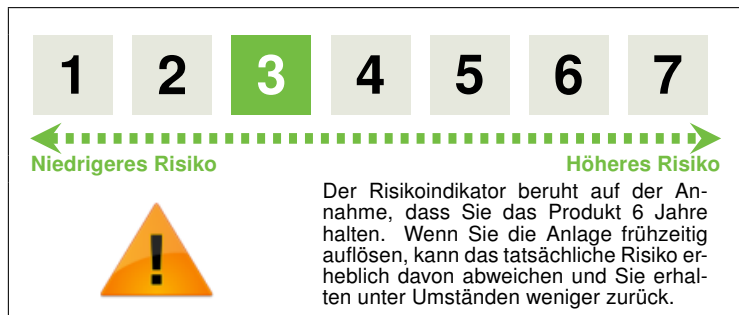 1 2 3 4 5 6 7
Niedrigeres Risiko Höheres Risiko
!
Der Risikoindikator beruht auf der An-
nahme, dass Sie das Produkt 6 Jahre
halten. Wenn Sie die Anlage frühzeitig
auflösen, kann das tatsächliche Risiko er-
heblich davon abweichen und Sie erhal-
ten unter Umständen weniger zurück.